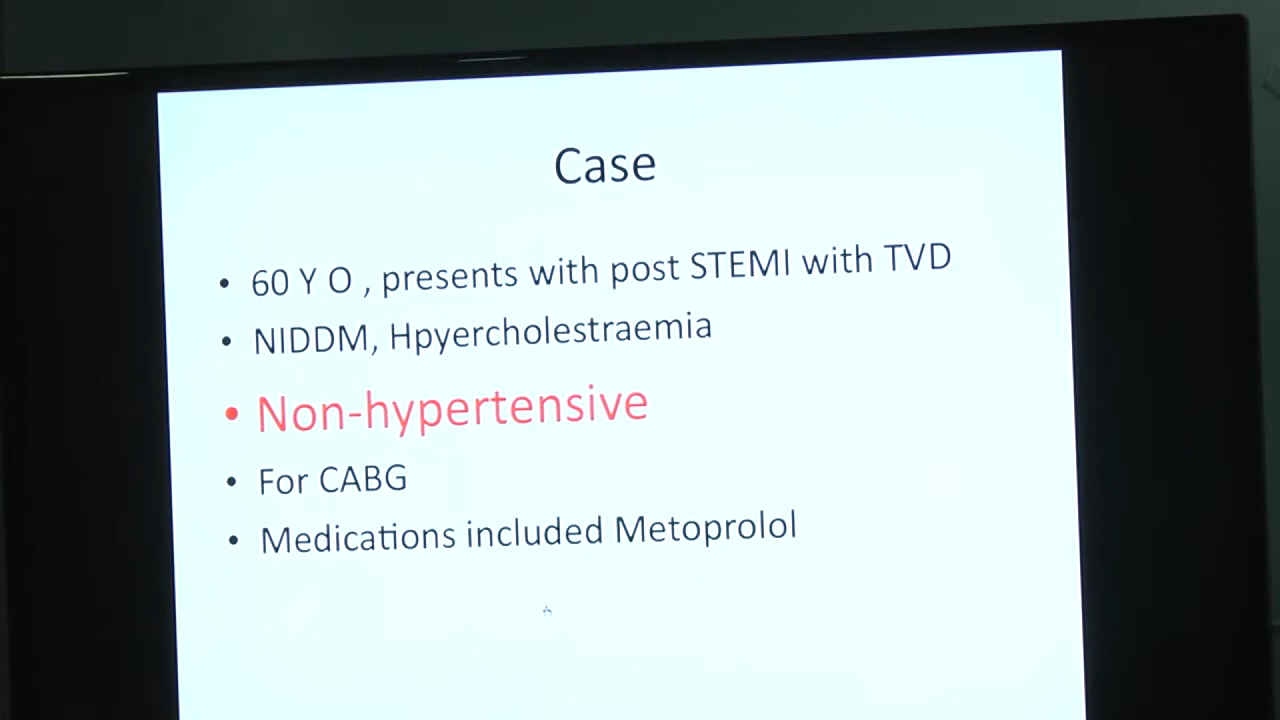 Case
• 60 Y O , presents with post STEMI with TVD
• NIDDM, Hpyercholestraemia
• Non-hypertensive
• For CABG
• Medications included Metoprolol